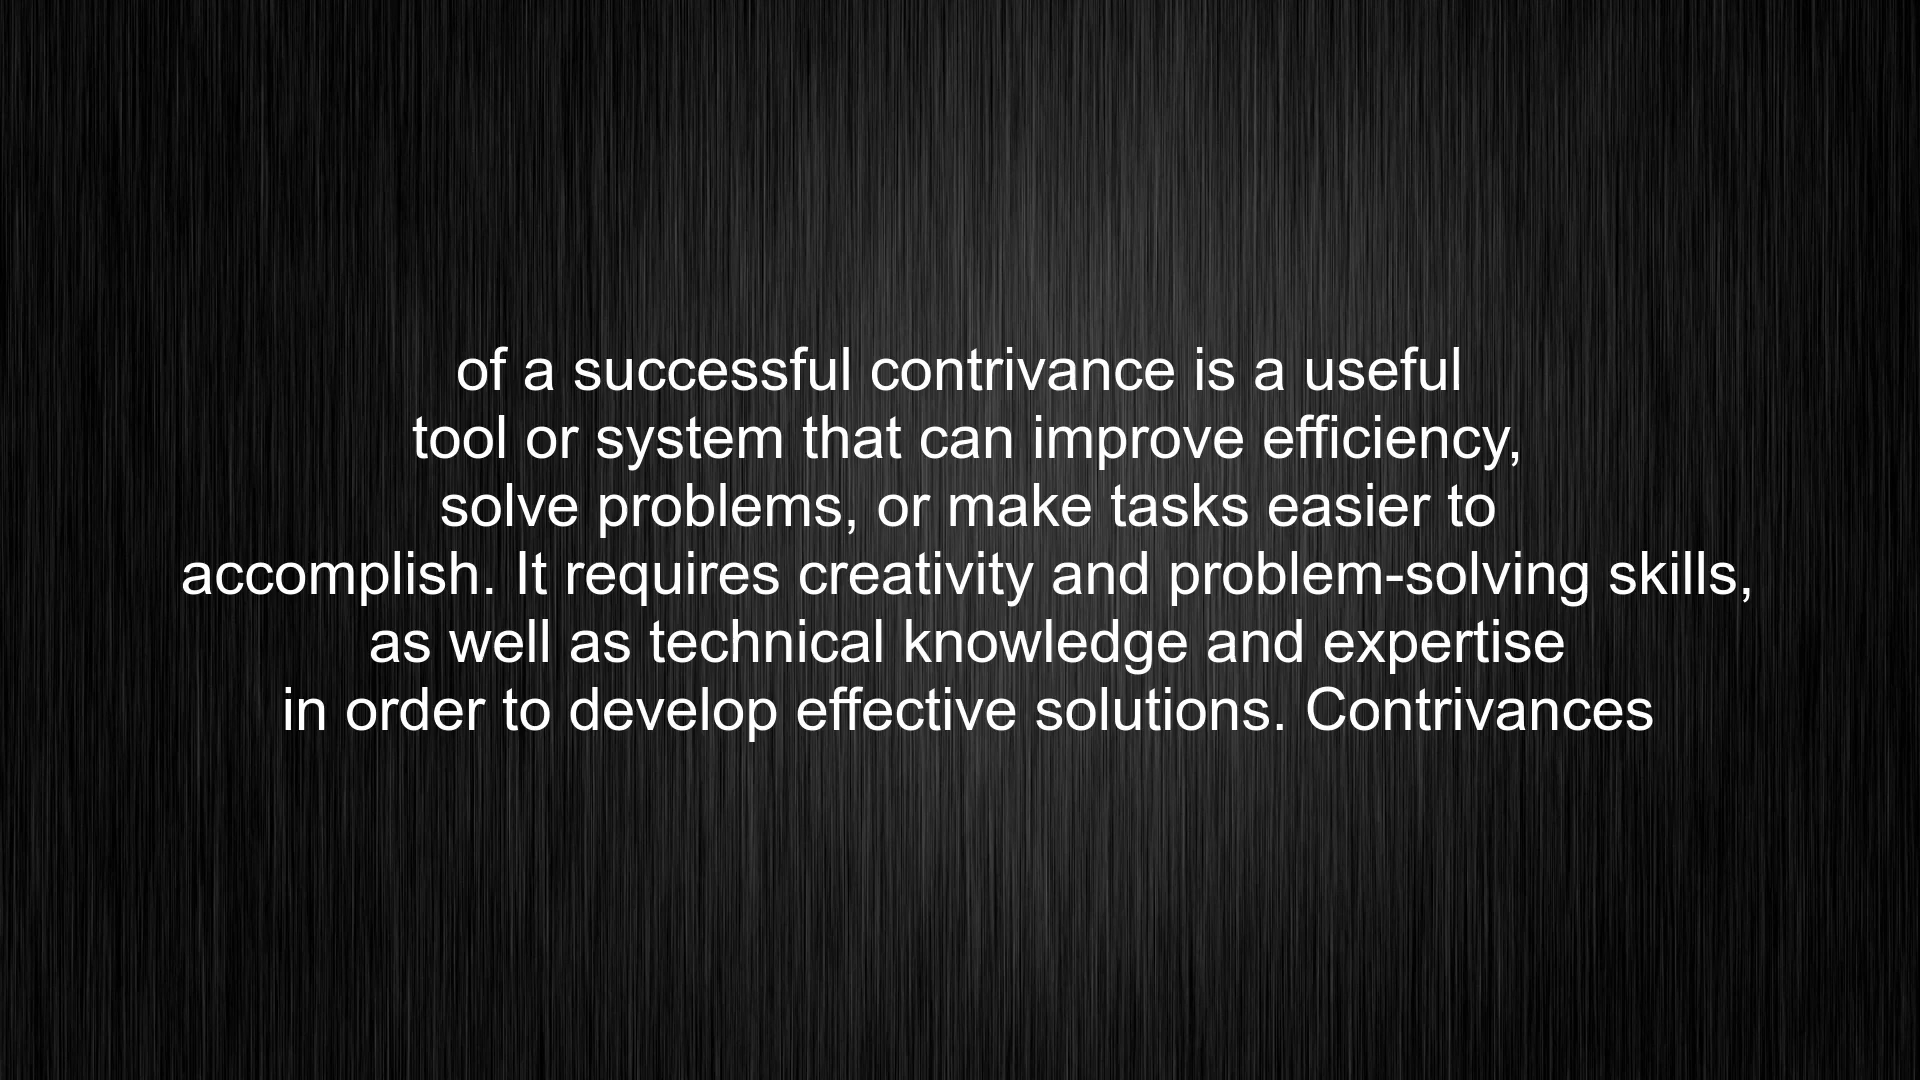 of a successful contrivance is a useful
tool or system that can improve efficiency,
solve problems, or make tasks easier to
accomplish. It requires creativity and problem-solving skills,
as well as technical knowledge and expertise
in order to develop effective solutions. Contrivances